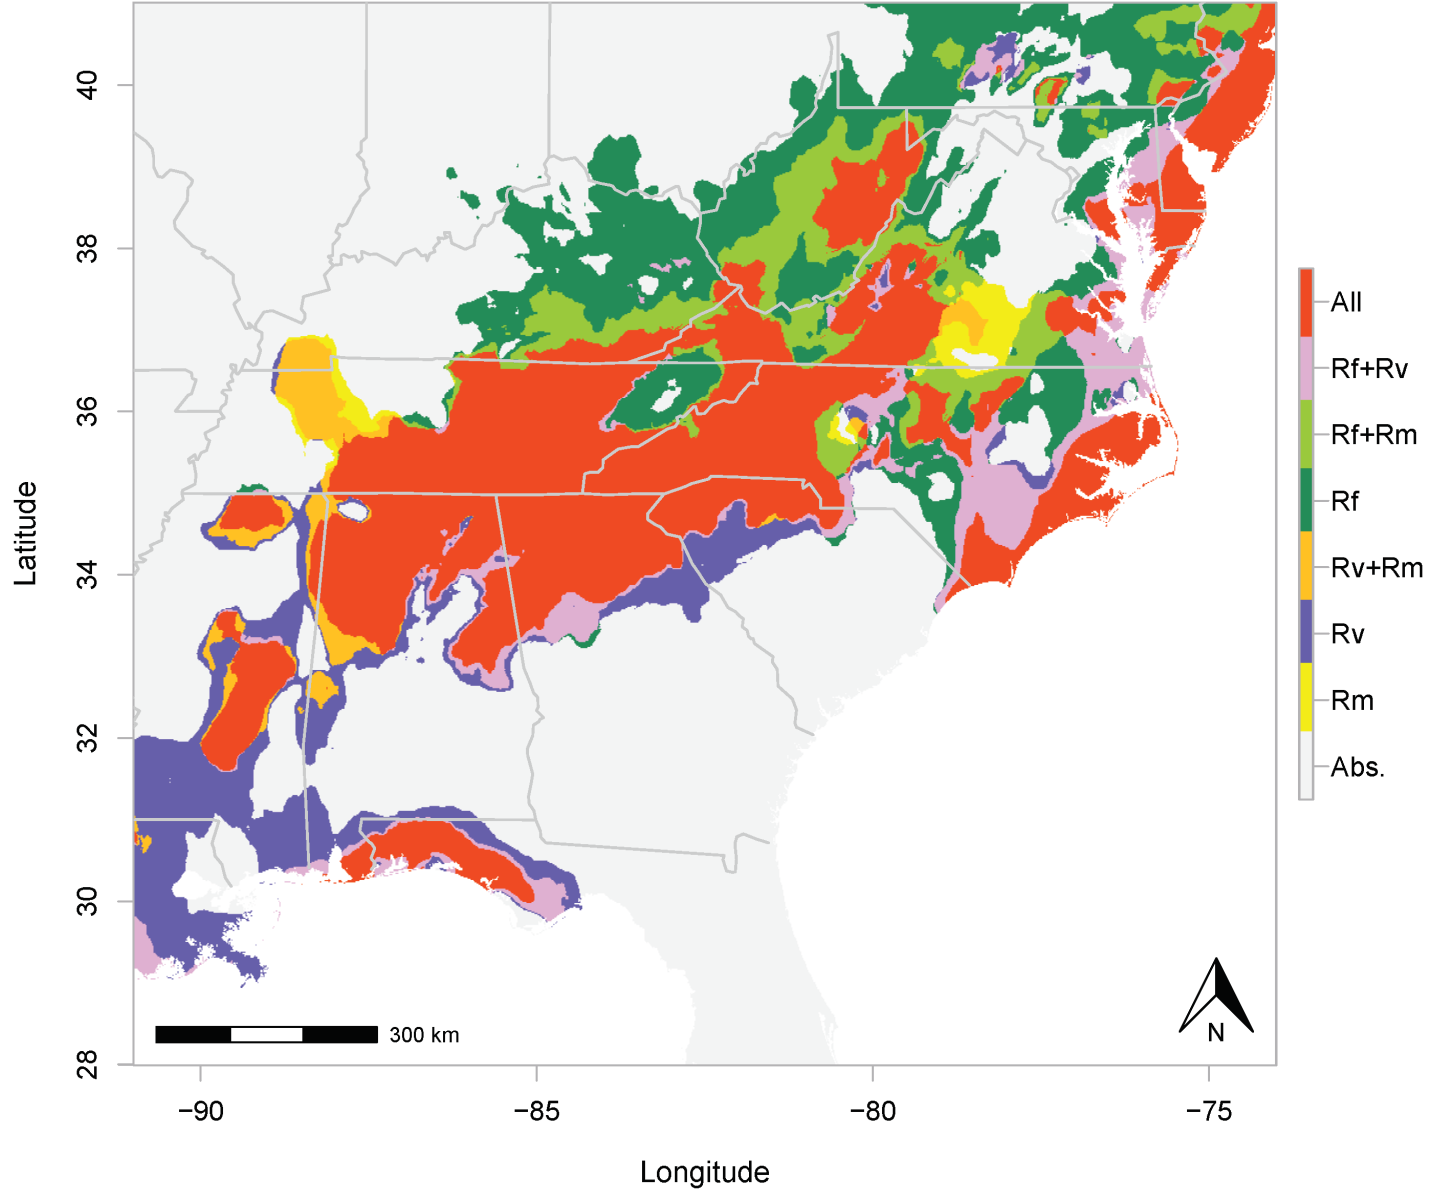 40
38
36
34
32
30
28
Latitude
−90
−85
−80
−75
Longitude
300 km
N
All
Rf+Rv
Rf+Rm
Rf
Rv+Rm
Rv
Rm
Abs.